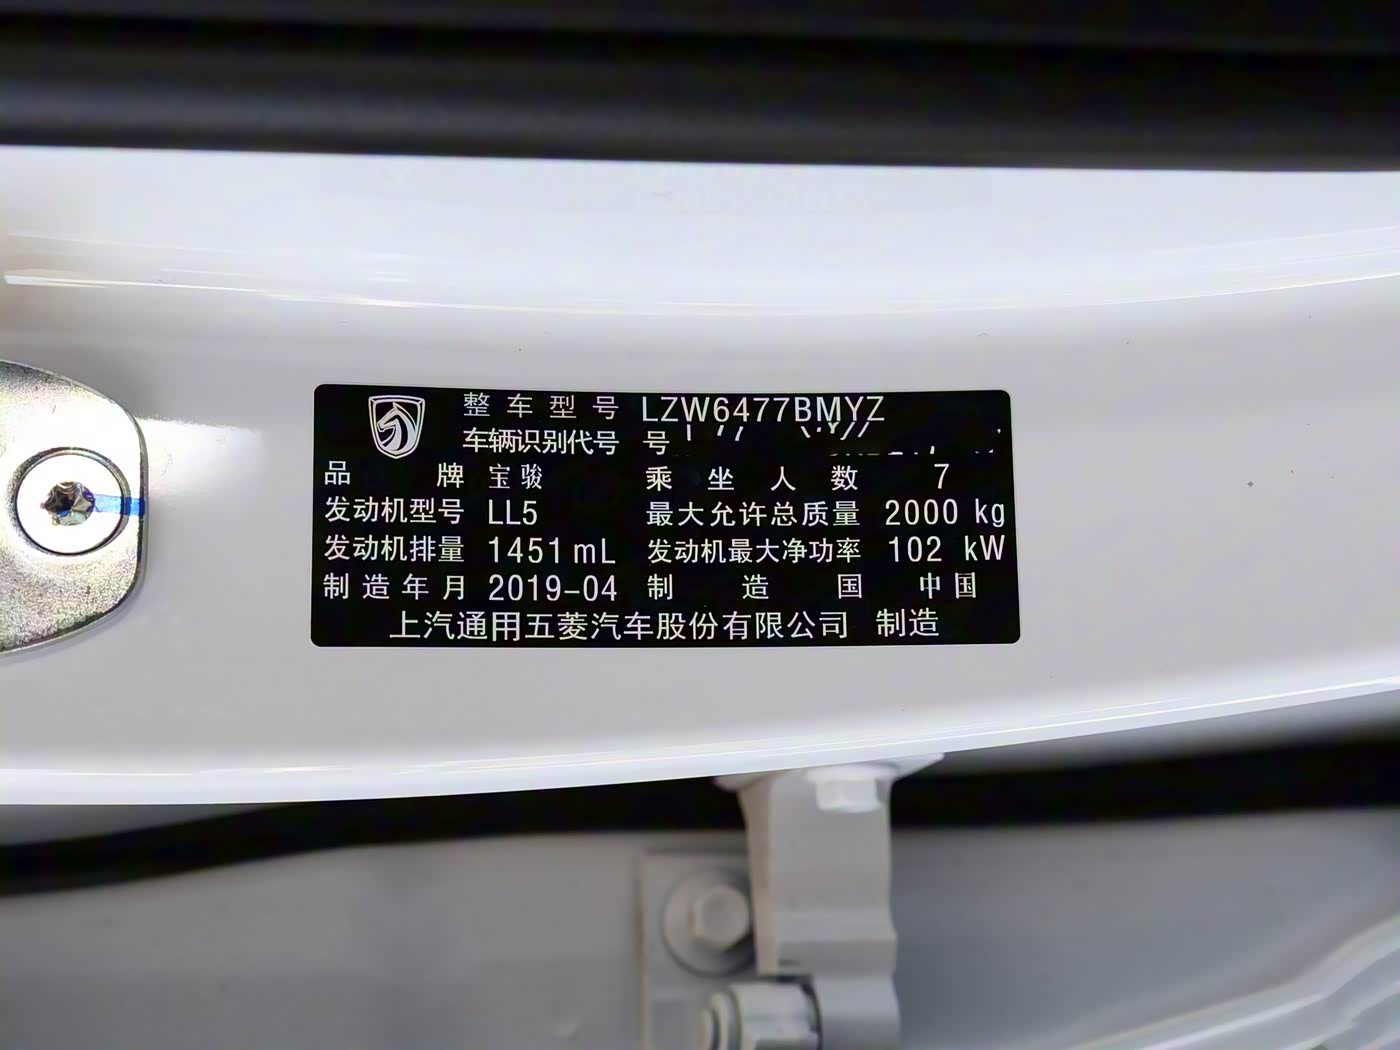 整车型号 LZW6477BMYZ
车辆识别代号 号
品牌 宝骏 乘坐人数 7
发动机型号 LL5 最大允许总质量 2000 kg
发动机排量 1451 mL 发动机最大净功率 102 kW
制造年月 2019-04 制造国 中国
上汽通用五菱汽车股份有限公司 制造